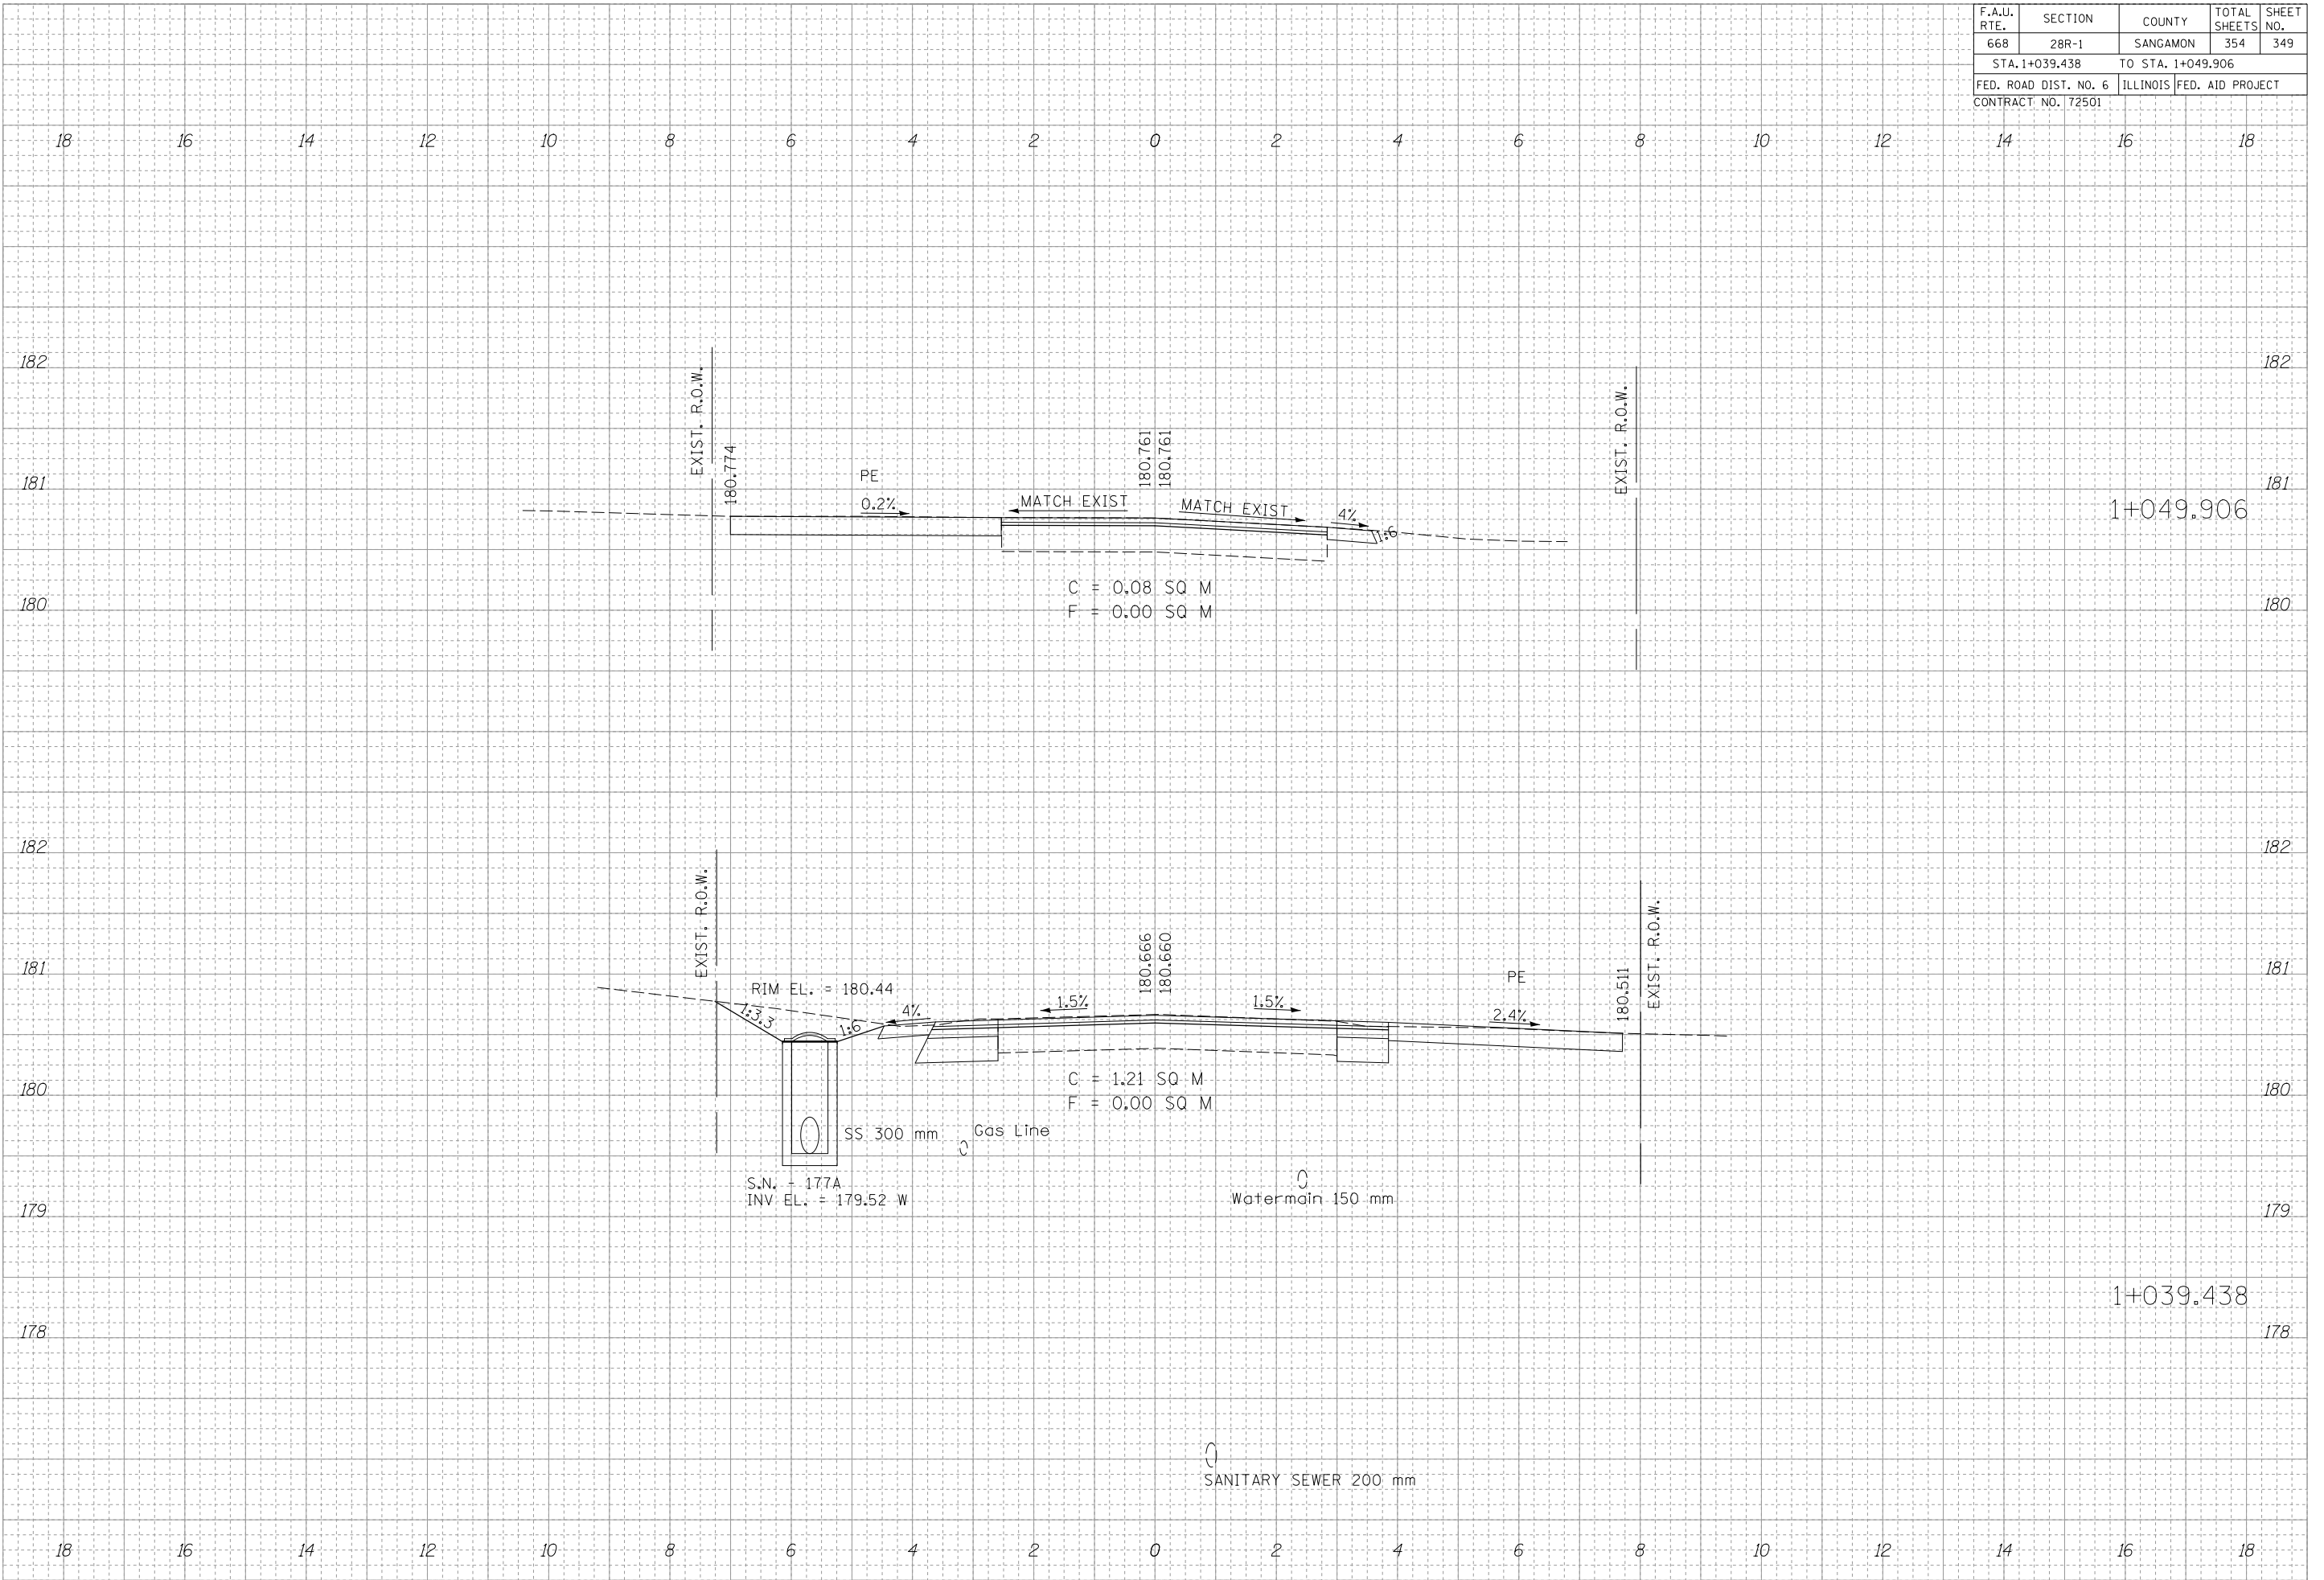 F.A.U. RTE. SECTION COUNTY TOTAL SHEETS SHEET NO.
668 28R-1 SANGAMON 354 349
STA. 1+039.438 TO STA. 1+049.906
FED. ROAD DIST. NO. 6 ILLINOIS FED. AID PROJECT
CONTRACT NO. 72501
18 16 14 12 10 8 6 4 2 0 2 4 6 8 10 12 14 16 18
182 182
EXIST. R.O.W.
EXIST. R.O.W.
180.774
180.761
180.761
181 181
PE
0.2%
MATCH EXIST
MATCH EXIST
4%
1:6
1+049.906
C = 0.08 SQ M
F = 0.00 SQ M
180 180
182 182
EXIST. R.O.W.
EXIST. R.O.W.
180.666
180.660
180.511
181 181
RIM EL. = 180.44
PE
1:3.3
1:6
4%
1.5%
1.5%
2.4%
C = 1.21 SQ M
F = 0.00 SQ M
180 180
SS 300 mm
Gas Line
S.N. - 177A
INV EL. = 179.52 W
Watermain 150 mm
179 179
1+039.438
178 178
SANITARY SEWER 200 mm
18 16 14 12 10 8 6 4 2 0 2 4 6 8 10 12 14 16 18